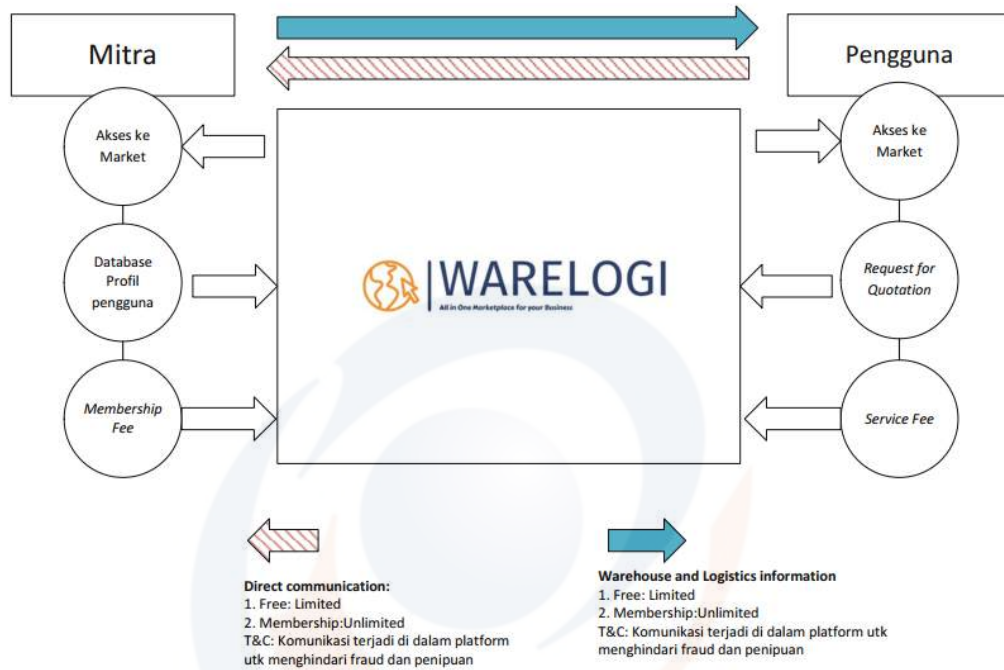 Mitra
Pengguna
Akses ke
Market
Akses ke
Market
Database
Profil
pengguna
WARELOGI
All in One Marketplace for your Business
Request for
Quotation
Membership
Fee
Service Fee
Direct communication:
1. Free: Limited
2. Membership:Unlimited
T&C: Komunikasi terjadi di dalam platform
utk menghindari fraud dan penipuan
Warehouse and Logistics information
1. Free: Limited
2. Membership:Unlimited
T&C: Komunikasi terjadi di dalam platform utk
menghindari fraud dan penipuan